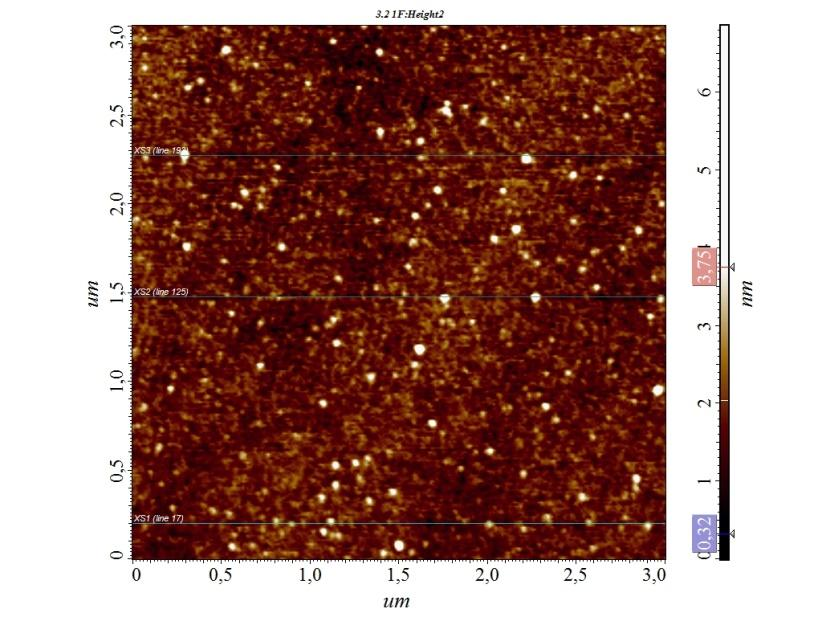 3.2 1F:Height2
3,0
2,5
2,0
1,5
1,0
0,5
0
um
XS3 (line 192)
XS2 (line 125)
XS1 (line 17)
0 0,5 1,0 1,5 2,0 2,5 3,0
um
6
5
4
3,75
3
2
1
0
0,32
nm